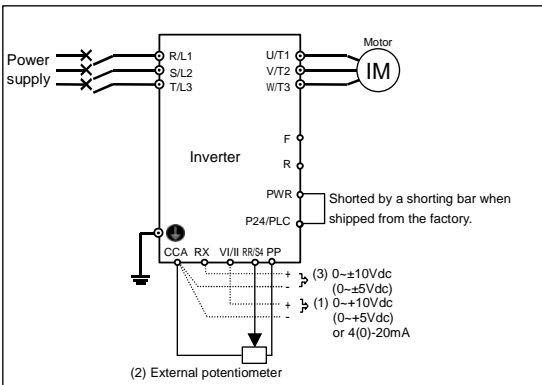 Power
supply
R/L1
S/L2
T/L3
U/T1
V/T2
W/T3
Motor
IM
F
R
Inverter
PWR
P24/PLC
Shorted by a shorting bar when
shipped from the factory.
CCA RX VI/II RR/S4 PP
+ (3) 0~±10Vdc
- (0~±5Vdc)
+ (1) 0~+10Vdc
- (0~+5Vdc)
or 4(0)-20mA
(2) External potentiometer